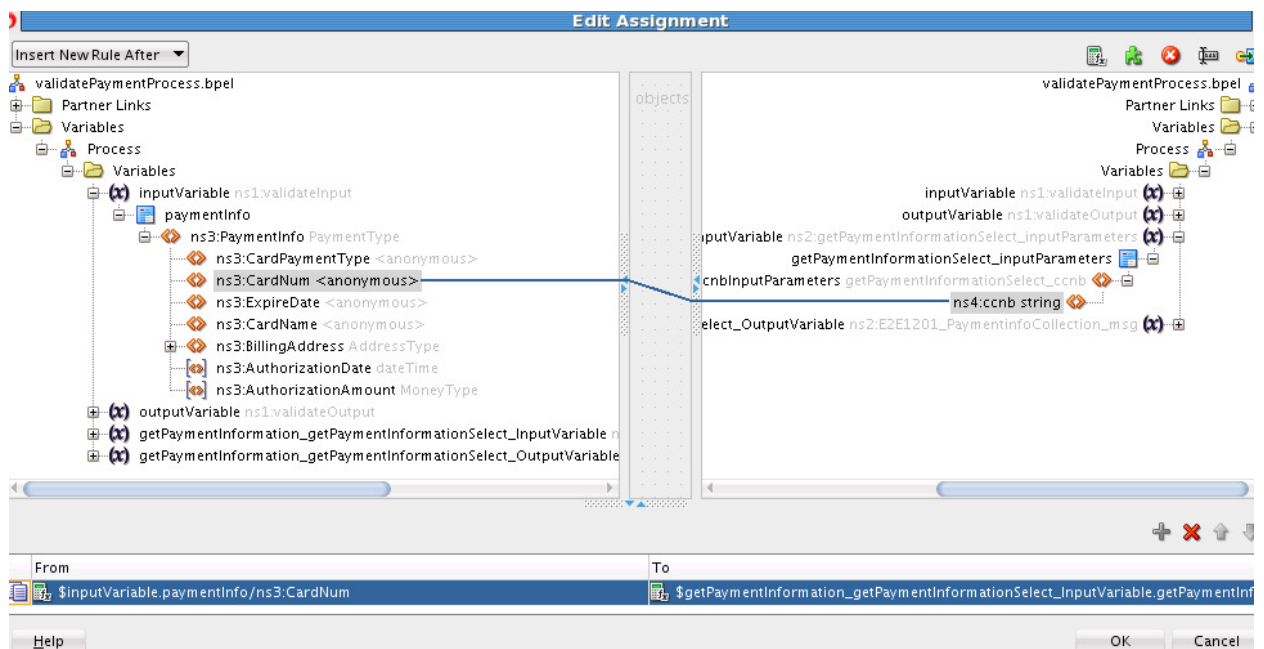 Edit Assignment
Insert New Rule After
validatePaymentProcess.bpel
Partner Links
Variables
Process
Variables
inputVariable ns1:validateInput
paymentInfo
ns3:PaymentInfo PaymentType
ns3:CardPaymentType <anonymous>
ns3:CardNum <anonymous>
ns3:ExpireDate <anonymous>
ns3:CardName <anonymous>
ns3:BillingAddress AddressType
ns3:AuthorizationDate dateTime
ns3:AuthorizationAmount MoneyType
outputVariable ns1:validateOutput
getPaymentInformation_getPaymentInformationSelect_InputVariable
getPaymentInformation_getPaymentInformationSelect_OutputVariable
objects
validatePaymentProcess.bpel
Partner Links
Variables
Process
Variables
inputVariable ns1:validateInput
outputVariable ns1:validateOutput
nputVariable ns2:getPaymentInformationSelect_inputParameters
getPaymentInformationSelect_inputParameters
cnbInputParameters getPaymentInformationSelect_ccnb
ns4:ccnb string
elect_OutputVariable ns2:E2E1201_PaymentinfoCollection_msg
From
To
$inputVariable.paymentInfo/ns3:CardNum
$getPaymentInformation_getPaymentInformationSelect_InputVariable.getPaymentInf
Help
OK
Cancel